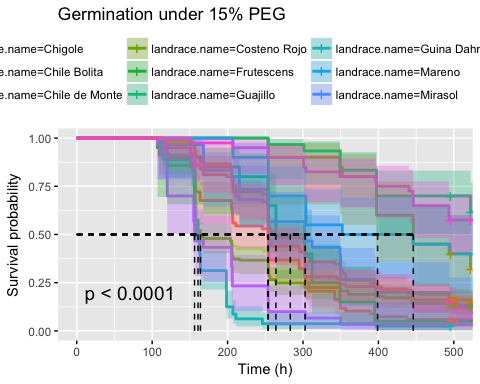 Germination under 15% PEG
e.name=Chigole landrace.name=Costeno Rojo landrace.name=Guina Dahn
e.name=Chile Bolita landrace.name=Frutescens landrace.name=Mareno
e.name=Chile de Monte landrace.name=Guajillo landrace.name=Mirasol
1.00
0.75
0.50
0.25
0.00
Survival probability
p < 0.0001
0 100 200 300 400 500
Time (h)